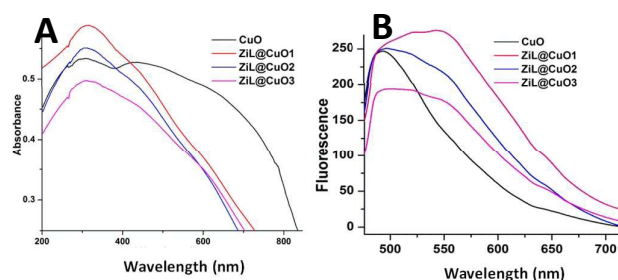 A
CuO
ZiL@CuO1
ZiL@CuO2
ZiL@CuO3
Absorbance
0.5
0.4
0.3
200
400
600
800
Wavelength (nm)
B
CuO
ZiL@CuO1
ZiL@CuO2
ZiL@CuO3
Fluorescence
250
200
150
100
50
0
500
550
600
650
700
Wavelength (nm)